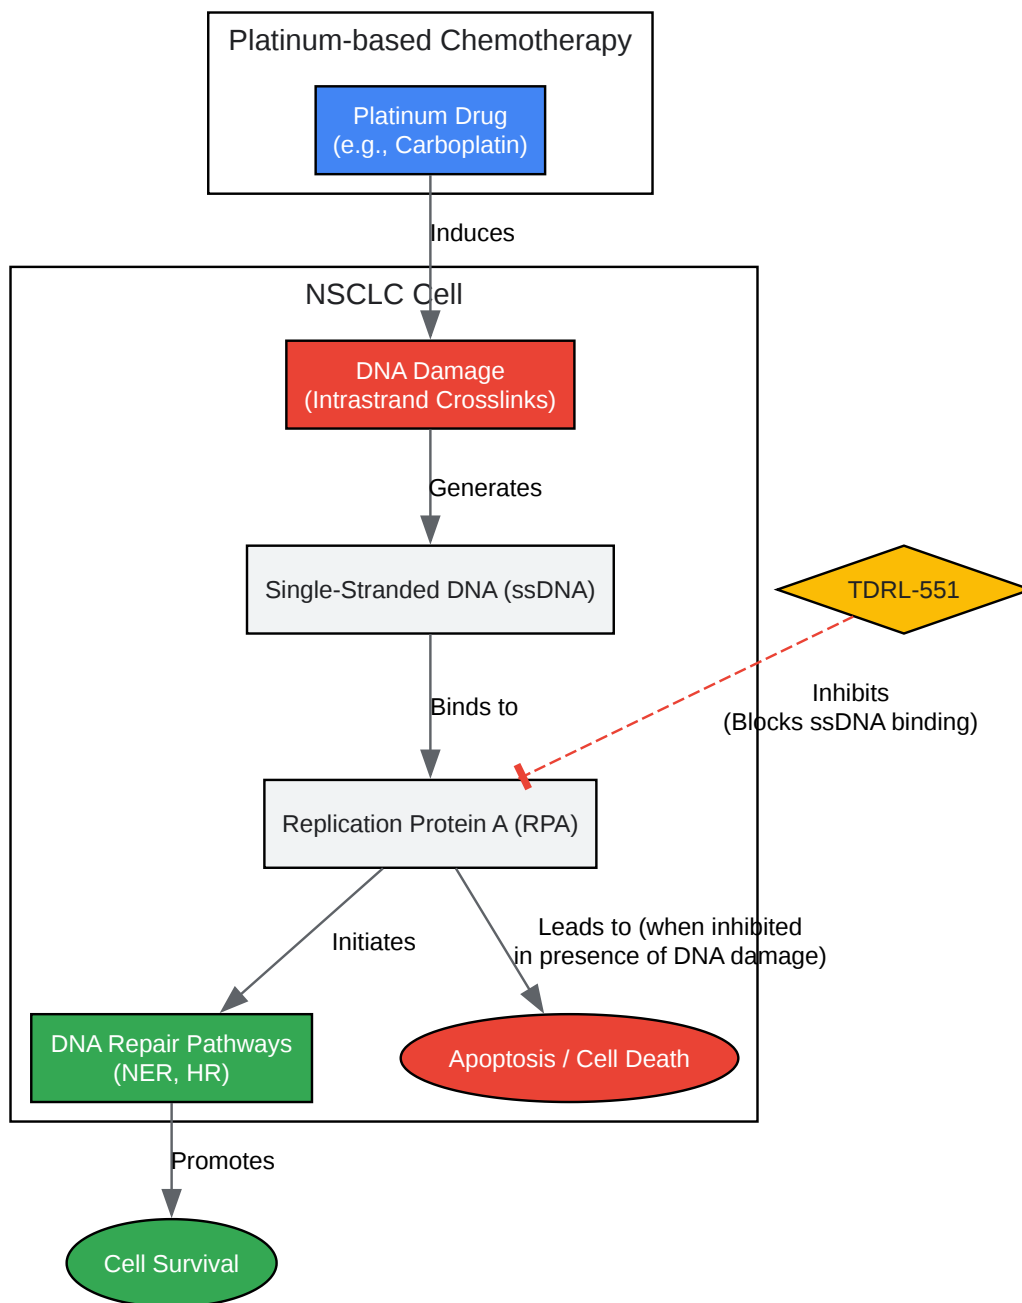 Platinum-based Chemotherapy
Platinum Drug
(e.g., Carboplatin)
Induces
NSCLC Cell
DNA Damage
(Intrastrand Crosslinks)
Generates
Single-Stranded DNA (ssDNA)
TDRL-551
Binds to
Inhibits
(Blocks ssDNA binding)
Replication Protein A (RPA)
Initiates
Leads to (when inhibited
in presence of DNA damage)
DNA Repair Pathways
(NER, HR)
Apoptosis / Cell Death
Promotes
Cell Survival